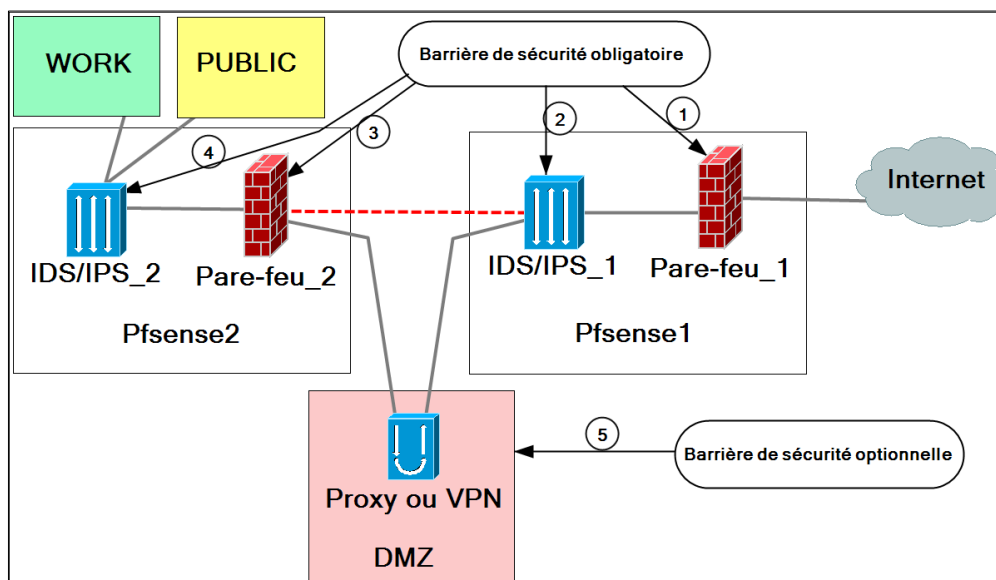 WORK
PUBLIC
Barrière de sécurité obligatoire
1
2
3
4
Internet
IDS/IPS_2
Pare-feu_2
IDS/IPS_1
Pare-feu_1
Pfsense2
Pfsense1
5
Barrière de sécurité optionnelle
Proxy ou VPN
DMZ